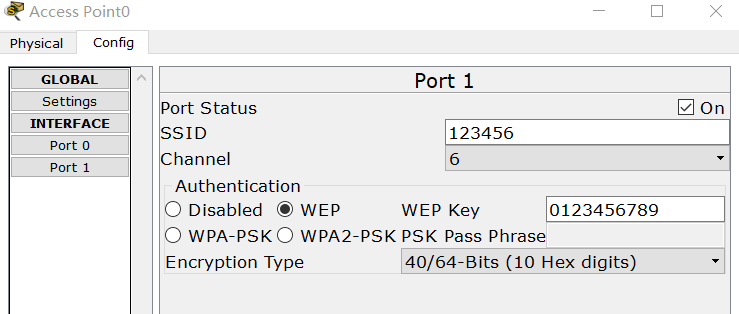 Access Point0
Physical Config
GLOBAL
Settings
INTERFACE
Port 0
Port 1
Port 1
Port Status On
SSID 123456
Channel 6
Authentication
Disabled WEP WEP Key 0123456789
WPA-PSK WPA2-PSK PSK Pass Phrase
Encryption Type 40/64-Bits (10 Hex digits)